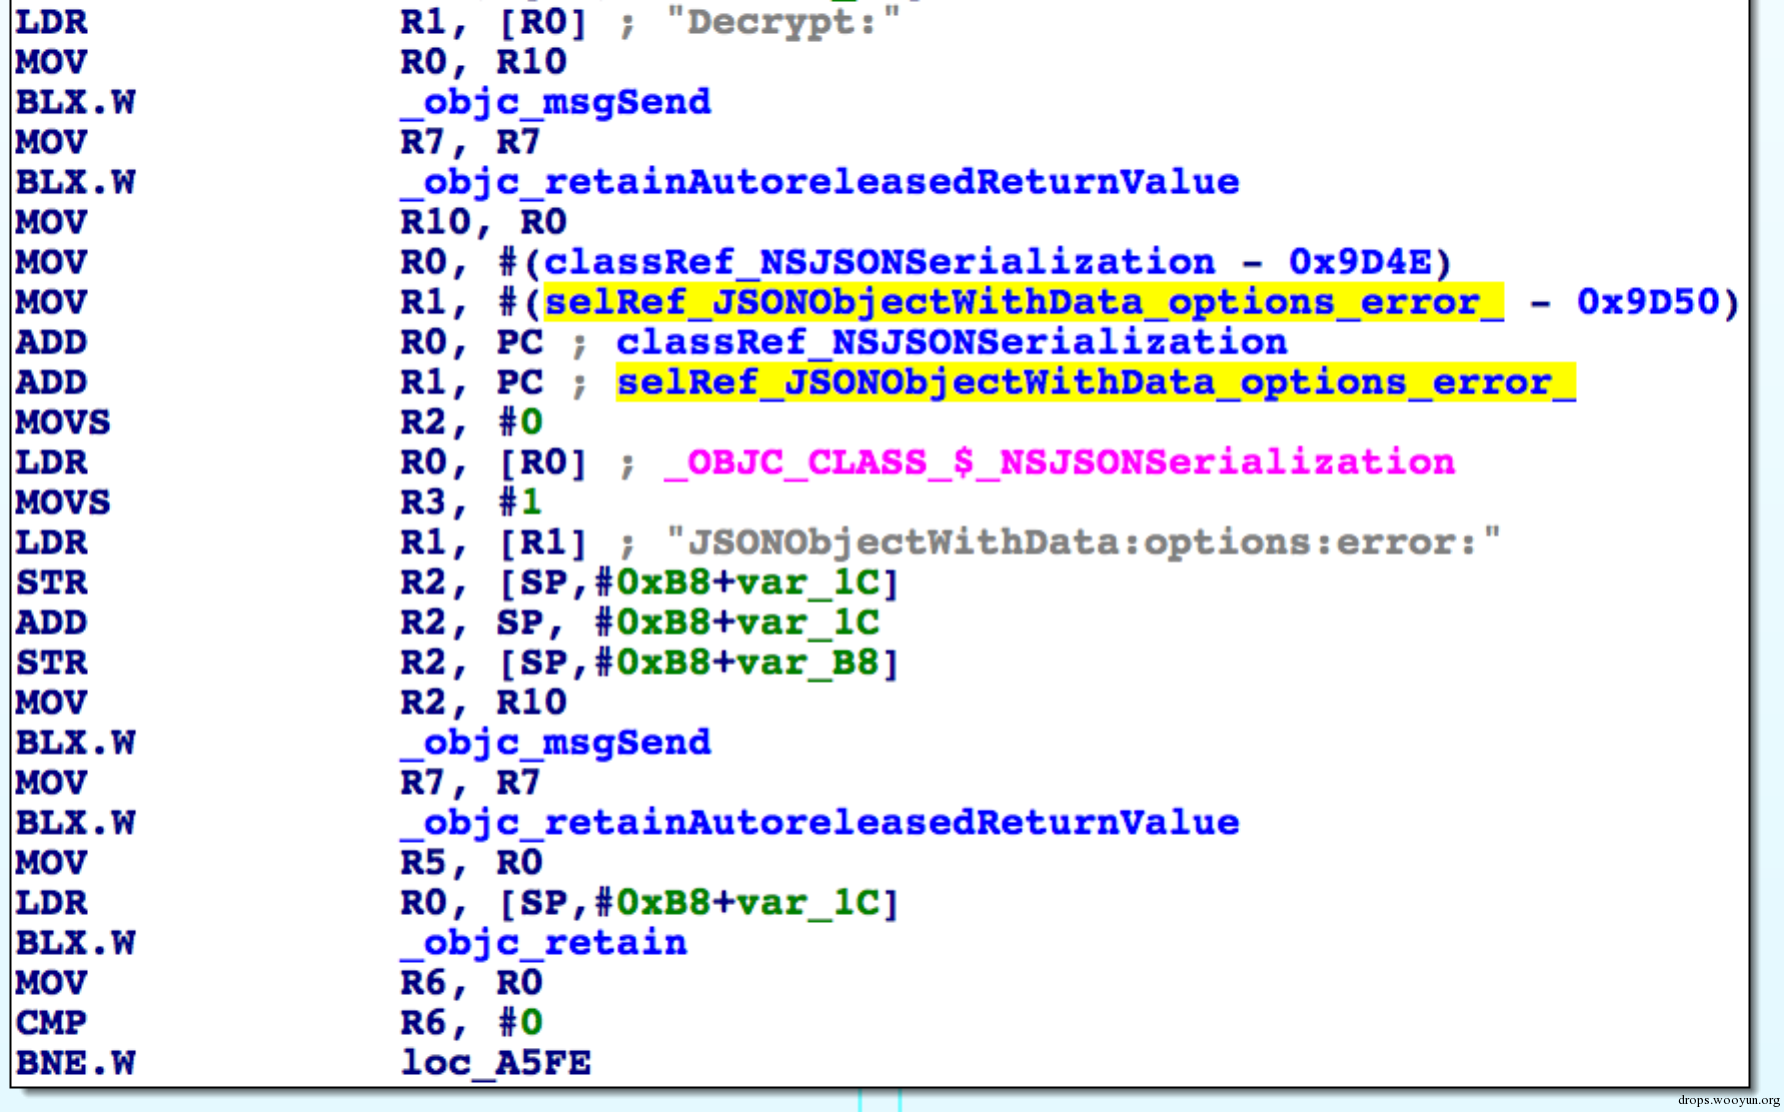 LDR R1, [R0] ; "Decrypt:"
MOV R0, R10
BLX.W _objc_msgSend
MOV R7, R7
BLX.W _objc_retainAutoreleasedReturnValue
MOV R10, R0
MOV R0, #(classRef_NSJSONSerialization - 0x9D4E)
MOV R1, #(selRef_JSONObjectWithData_options_error_ - 0x9D50)
ADD R0, PC ; classRef_NSJSONSerialization
ADD R1, PC ; selRef_JSONObjectWithData_options_error_
MOVS R2, #0
LDR R0, [R0] ; _OBJC_CLASS_$_NSJSONSerialization
MOVS R3, #1
LDR R1, [R1] ; "JSONObjectWithData:options:error:"
STR R2, [SP,#0xB8+var_1C]
ADD R2, SP, #0xB8+var_1C
STR R2, [SP,#0xB8+var_B8]
MOV R2, R10
BLX.W _objc_msgSend
MOV R7, R7
BLX.W _objc_retainAutoreleasedReturnValue
MOV R5, R0
LDR R0, [SP,#0xB8+var_1C]
BLX.W _objc_retain
MOV R6, R0
CMP R6, #0
BNE.W loc_A5FE
drops.wooyun.org